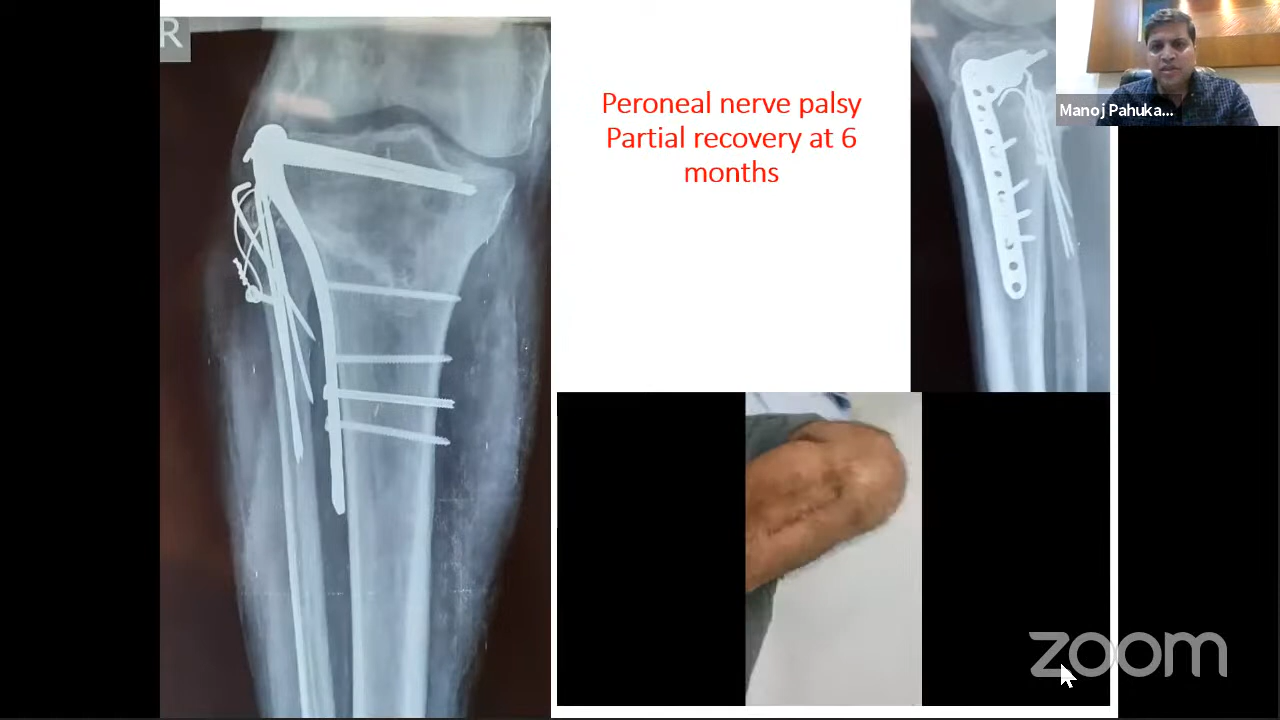 R
Peroneal nerve palsy
Partial recovery at 6
months
Manoj Pahuka...
zoom